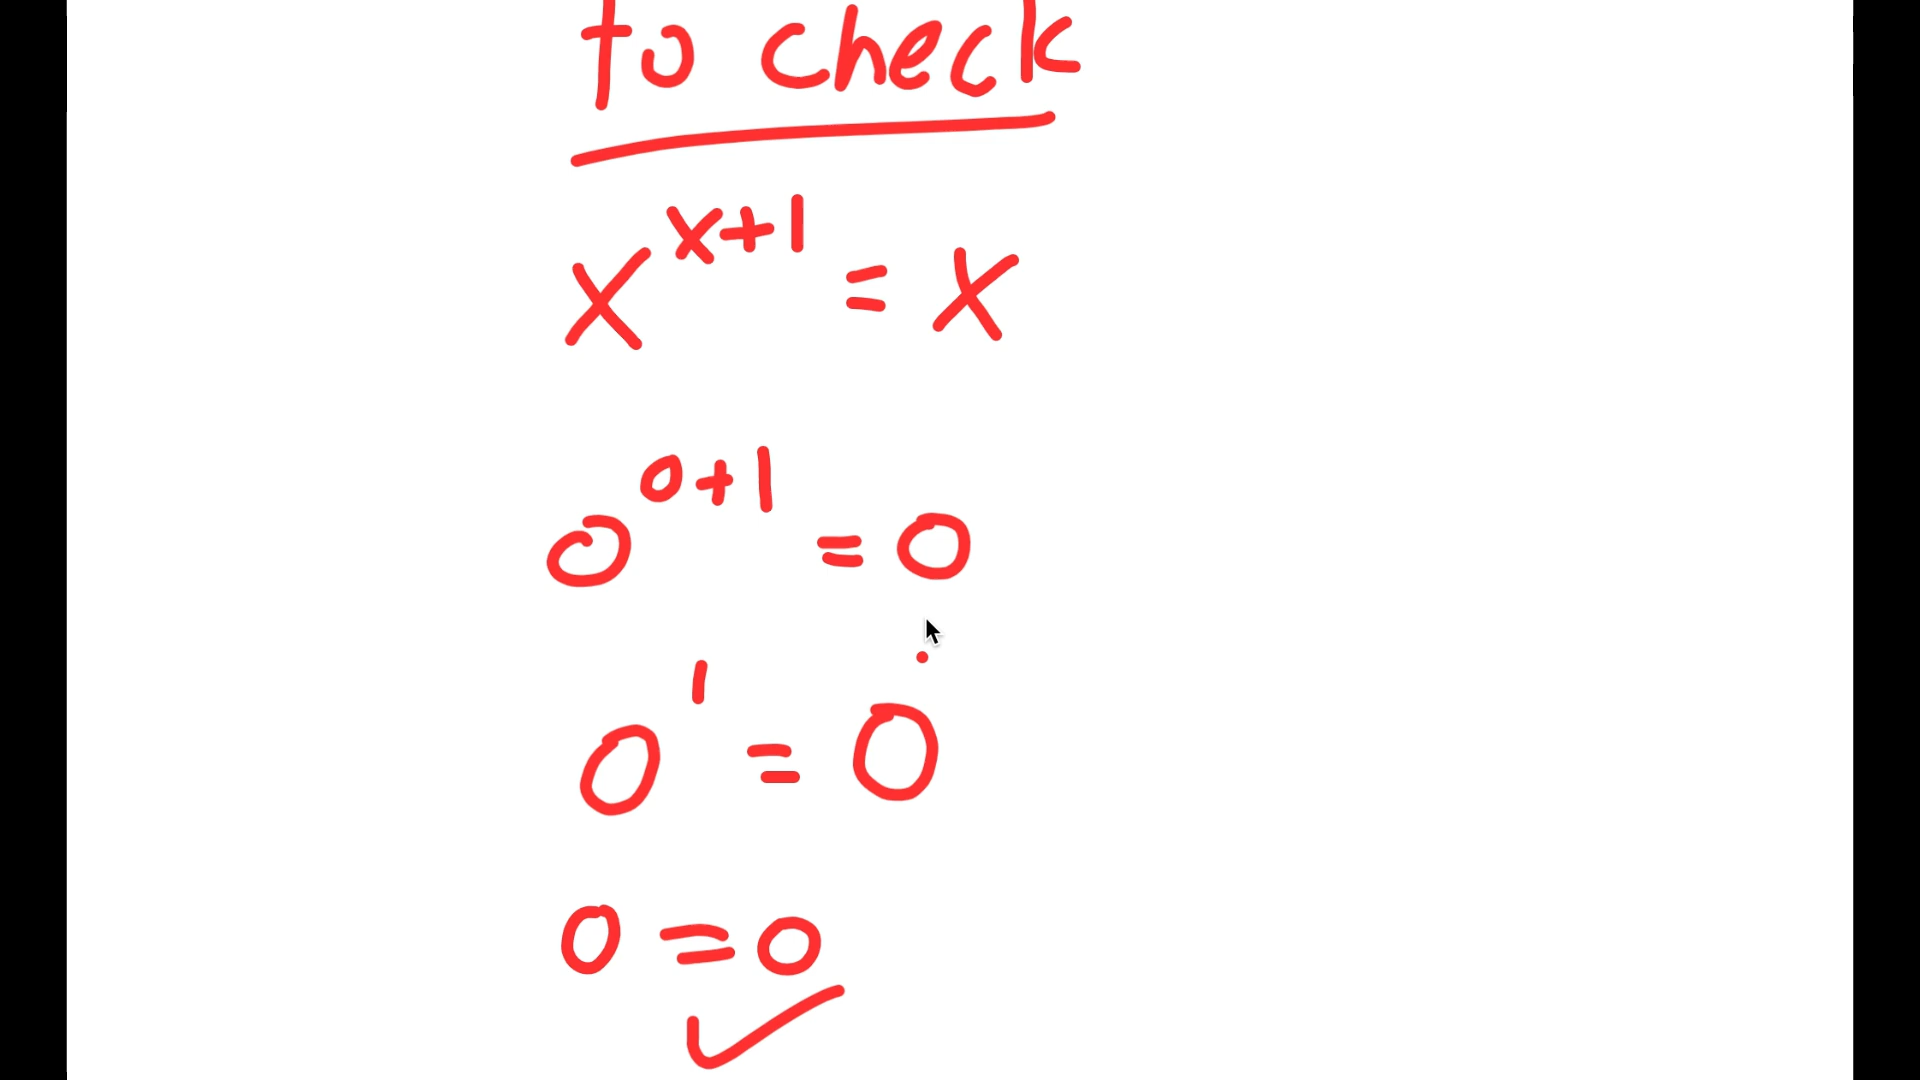 to check
x^{x+1} = x
0^{0+1} = 0
0^1 = 0
0 = 0